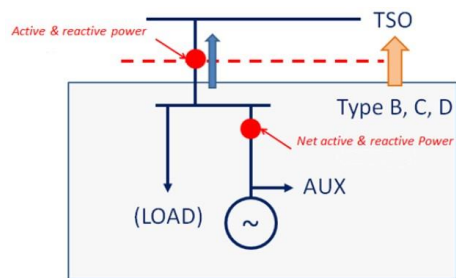 TSO
Active & reactive power
Type B, C, D
Net active & reactive Power
AUX
(LOAD)
~